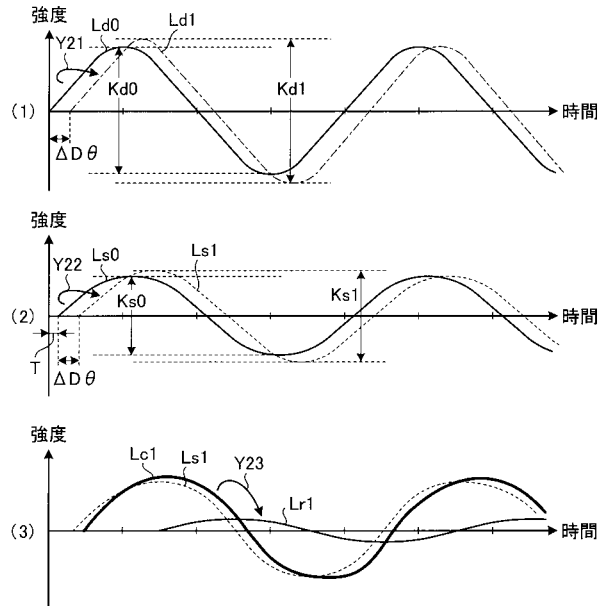 強度
Ld0
Ld1
Y21
Kd0
Kd1
(1)
時間
ΔDθ
強度
Ls0
Ls1
Y22
Ks0
Ks1
(2)
時間
T
ΔDθ
強度
Lc1
Ls1
Y23
Lr1
(3)
時間